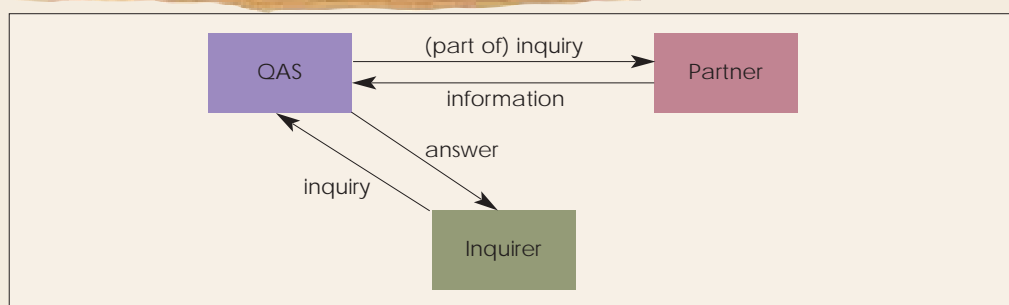 (part of) inquiry
QAS
Partner
information
answer
inquiry
Inquirer